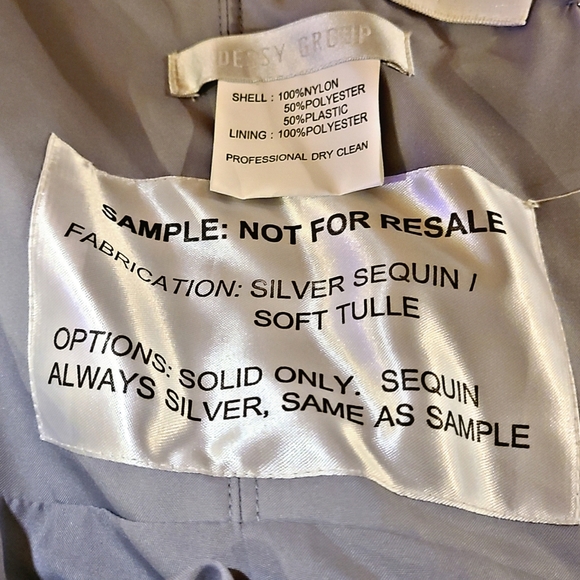 DESSY GROUP
SHELL : 100%NYLON
50%POLYESTER
50%PLASTIC
LINING : 100%POLYESTER
PROFESSIONAL DRY CLEAN
SAMPLE: NOT FOR RESALE
FABRICATION: SILVER SEQUIN /
SOFT TULLE
OPTIONS: SOLID ONLY. SEQUIN
ALWAYS SILVER, SAME AS SAMPLE